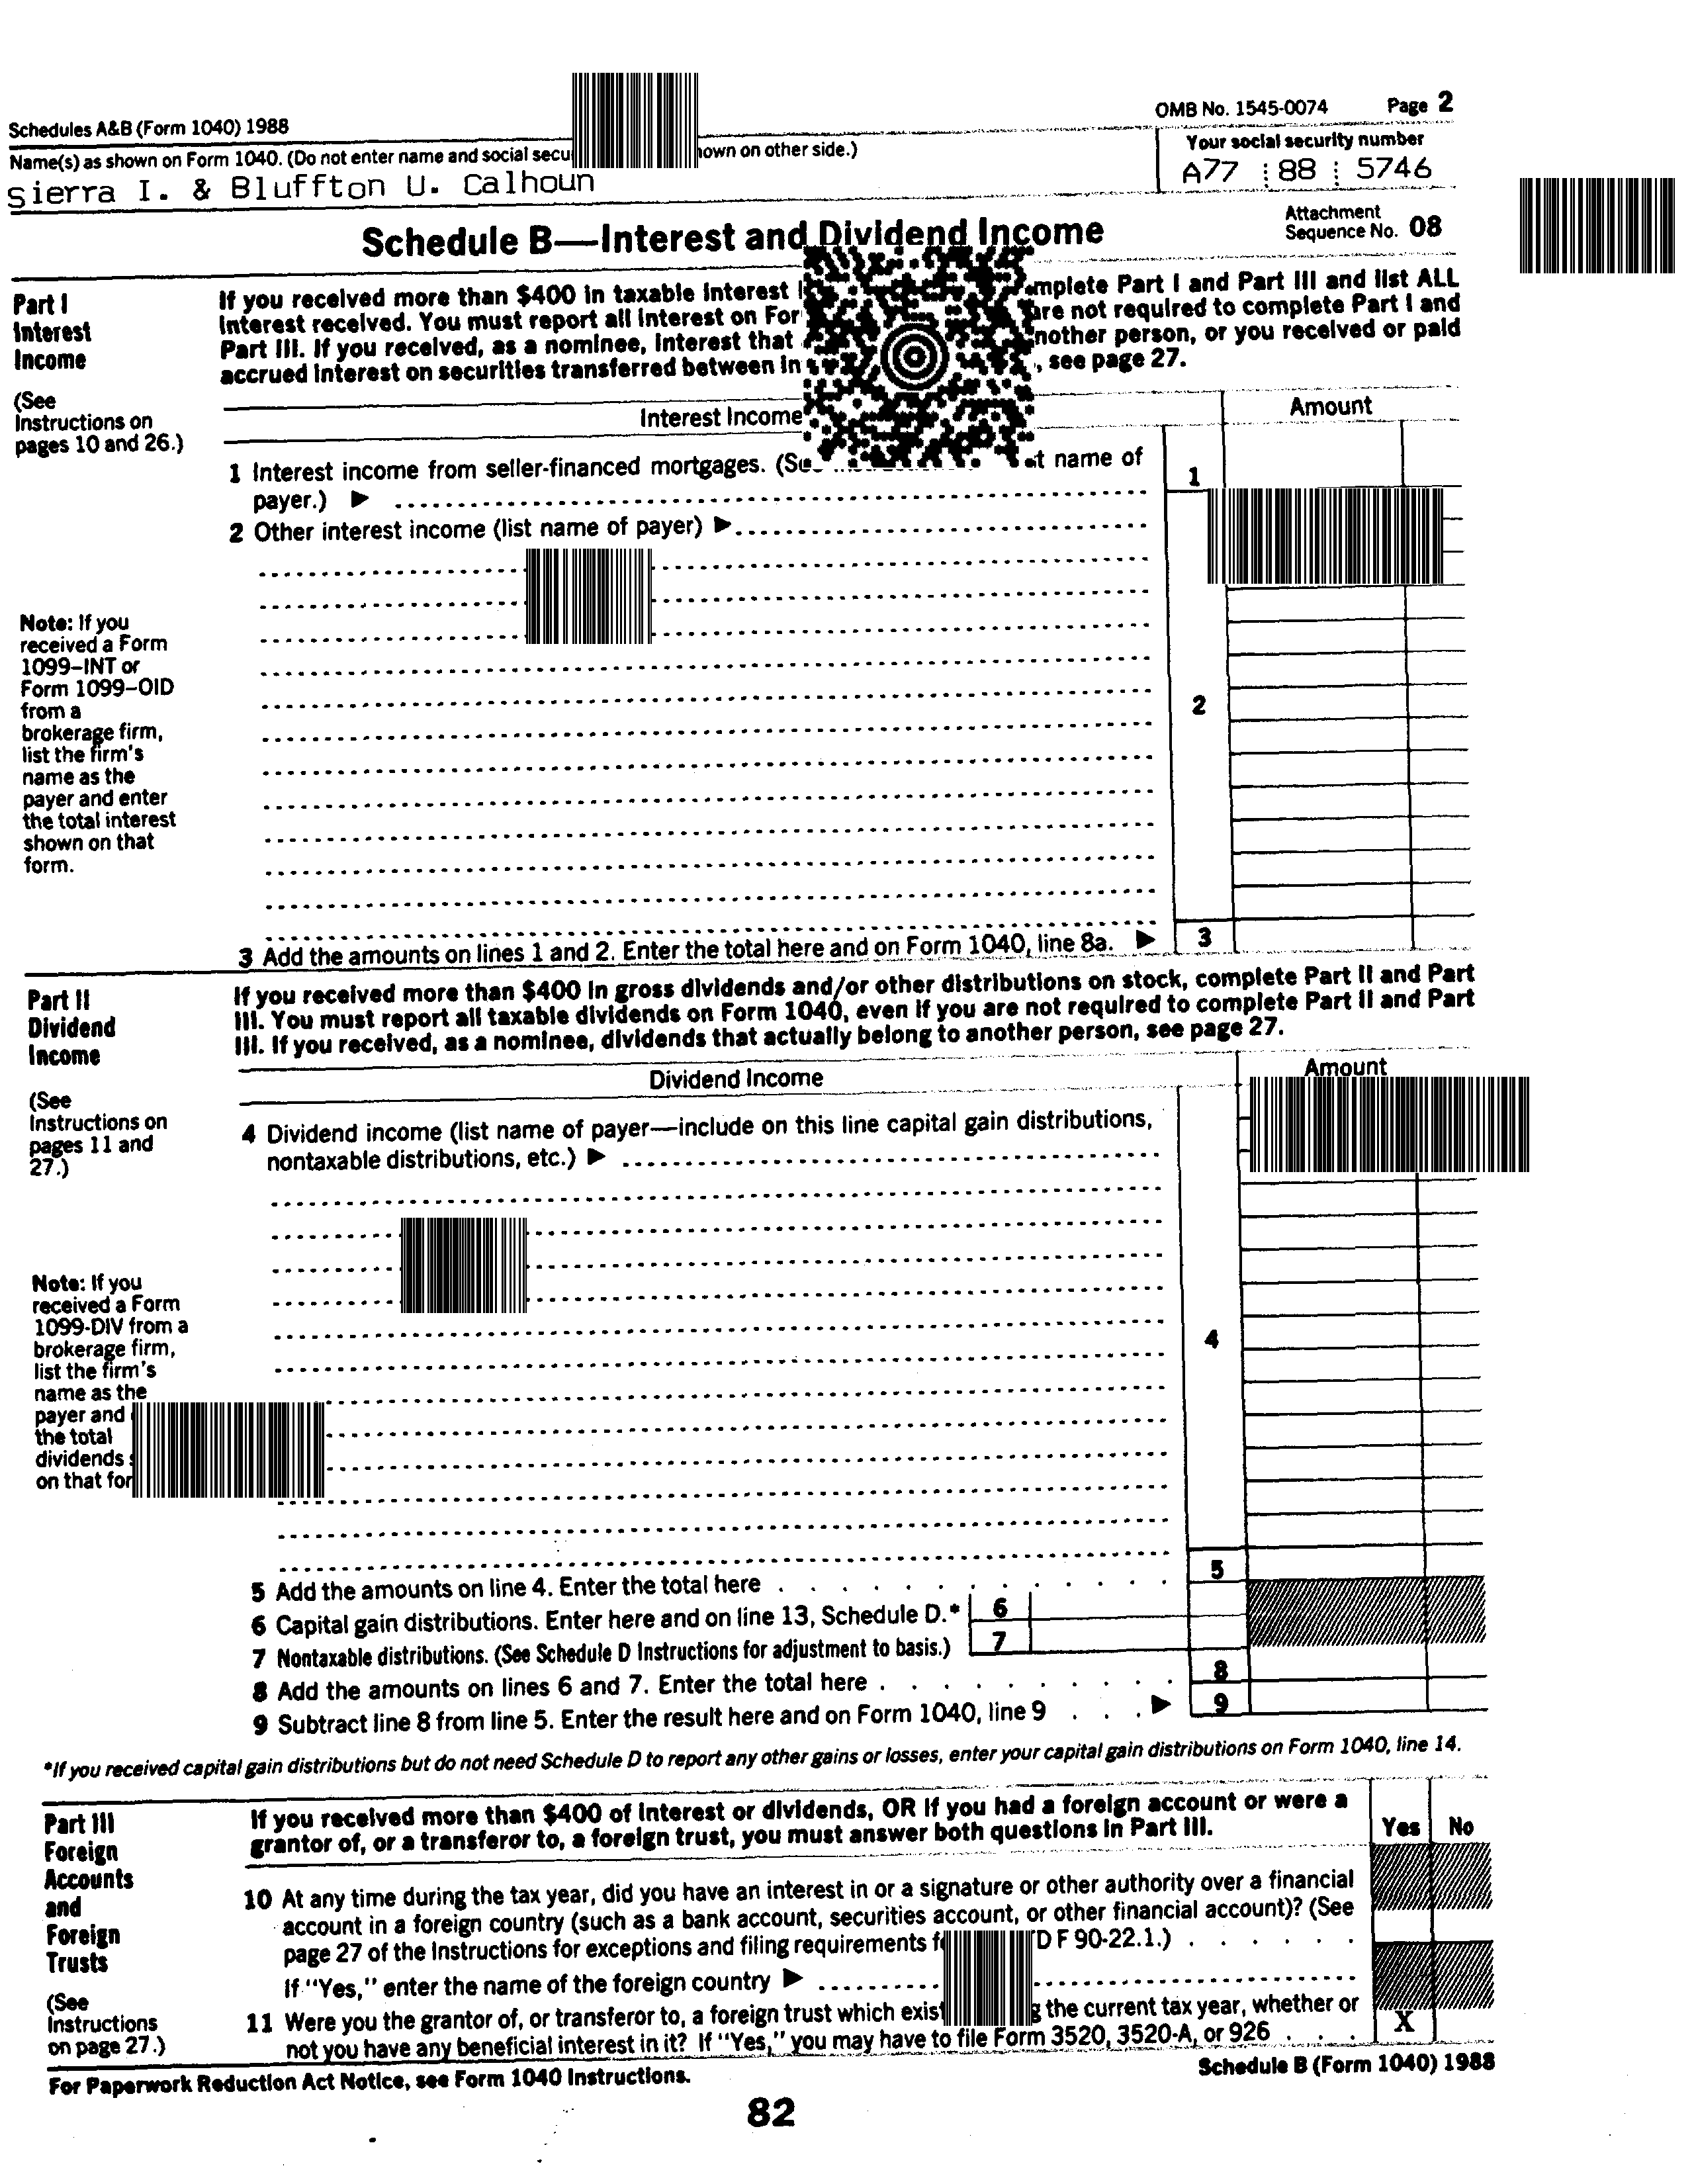 Schedules A&B (Form 1040) 1988
OMB No. 1545-0074 Page 2
Name(s) as shown on Form 1040. (Do not enter name and social own on other side.)
Your social security number
Sierra I. & Bluffton U. Calhoun
A77 88 5746
Schedule B—Interest and Dividend Income
Attachment
Sequence No. 08
Part I
Interest
Income
(See
Instructions on
pages 10 and 26.)
If you received more than $400 in taxable interest Part I and Part III and list ALL
interest received. You must report all interest on are not required to complete Part I and
Part III. If you received, as a nominee, interest that another person, or you received or paid
accrued interest on securities transferred between , see page 27.
Interest Income
Amount
1 Interest income from seller-financed mortgages. name of
payer.) ▶
1
2 Other interest income (list name of payer) ▶
Note: If you
received a Form
1099–INT or
Form 1099–OID
from a
brokerage firm,
list the firm's
name as the
payer and enter
the total interest
shown on that
form.
2
3 Add the amounts on lines 1 and 2. Enter the total here and on Form 1040, line 8a. ▶ 3
Part II
Dividend
Income
(See
Instructions on
pages 11 and
27.)
If you received more than $400 in gross dividends and/or other distributions on stock, complete Part II and Part
III. You must report all taxable dividends on Form 1040, even if you are not required to complete Part II and Part
III. If you received, as a nominee, dividends that actually belong to another person, see page 27.
Dividend Income
Amount
4 Dividend income (list name of payer—include on this line capital gain distributions,
nontaxable distributions, etc.) ▶
Note: If you
received a Form
1099-DIV from a
brokerage firm,
list the firm's
name as the
payer and
the total
dividends
on that
4
5 Add the amounts on line 4. Enter the total here 5
6 Capital gain distributions. Enter here and on line 13, Schedule D.* 6
7 Nontaxable distributions. (See Schedule D Instructions for adjustment to basis.) 7
8 Add the amounts on lines 6 and 7. Enter the total here 8
9 Subtract line 8 from line 5. Enter the result here and on Form 1040, line 9 ▶ 9
*If you received capital gain distributions but do not need Schedule D to report any other gains or losses, enter your capital gain distributions on Form 1040, line 14.
Part III
Foreign
Accounts
and
Foreign
Trusts
(See
Instructions
on page 27.)
If you received more than $400 of interest or dividends, OR if you had a foreign account or were a
grantor of, or a transferor to, a foreign trust, you must answer both questions in Part III.
Yes No
10 At any time during the tax year, did you have an interest in or a signature or other authority over a financial
account in a foreign country (such as a bank account, securities account, or other financial account)? (See
page 27 of the Instructions for exceptions and filing requirements F 90-22.1.)
If "Yes," enter the name of the foreign country ▶
11 Were you the grantor of, or transferor to, a foreign trust which the current tax year, whether or
not you have any beneficial interest in it? If "Yes," you may have to file Form 3520, 3520-A, or 926
X
For Paperwork Reduction Act Notice, see Form 1040 Instructions.
Schedule B (Form 1040) 1988
82